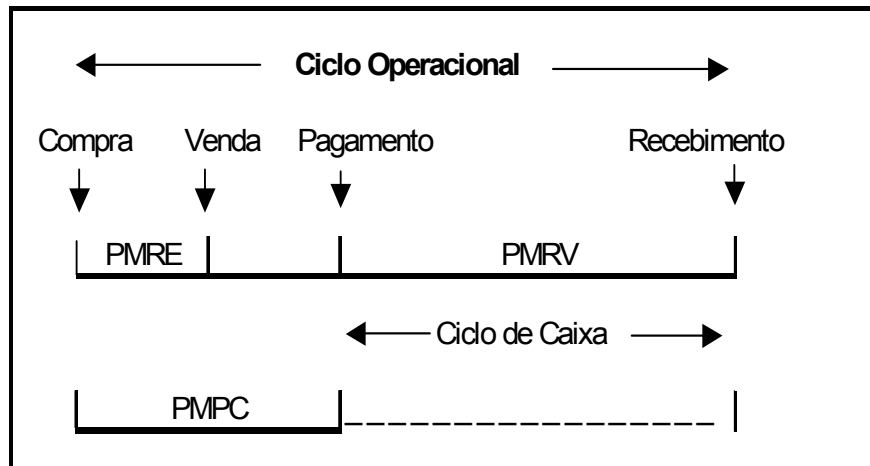 Ciclo Operacional
Compra Venda Pagamento Recebimento
PMRE PMRV
Ciclo de Caixa
PMPC